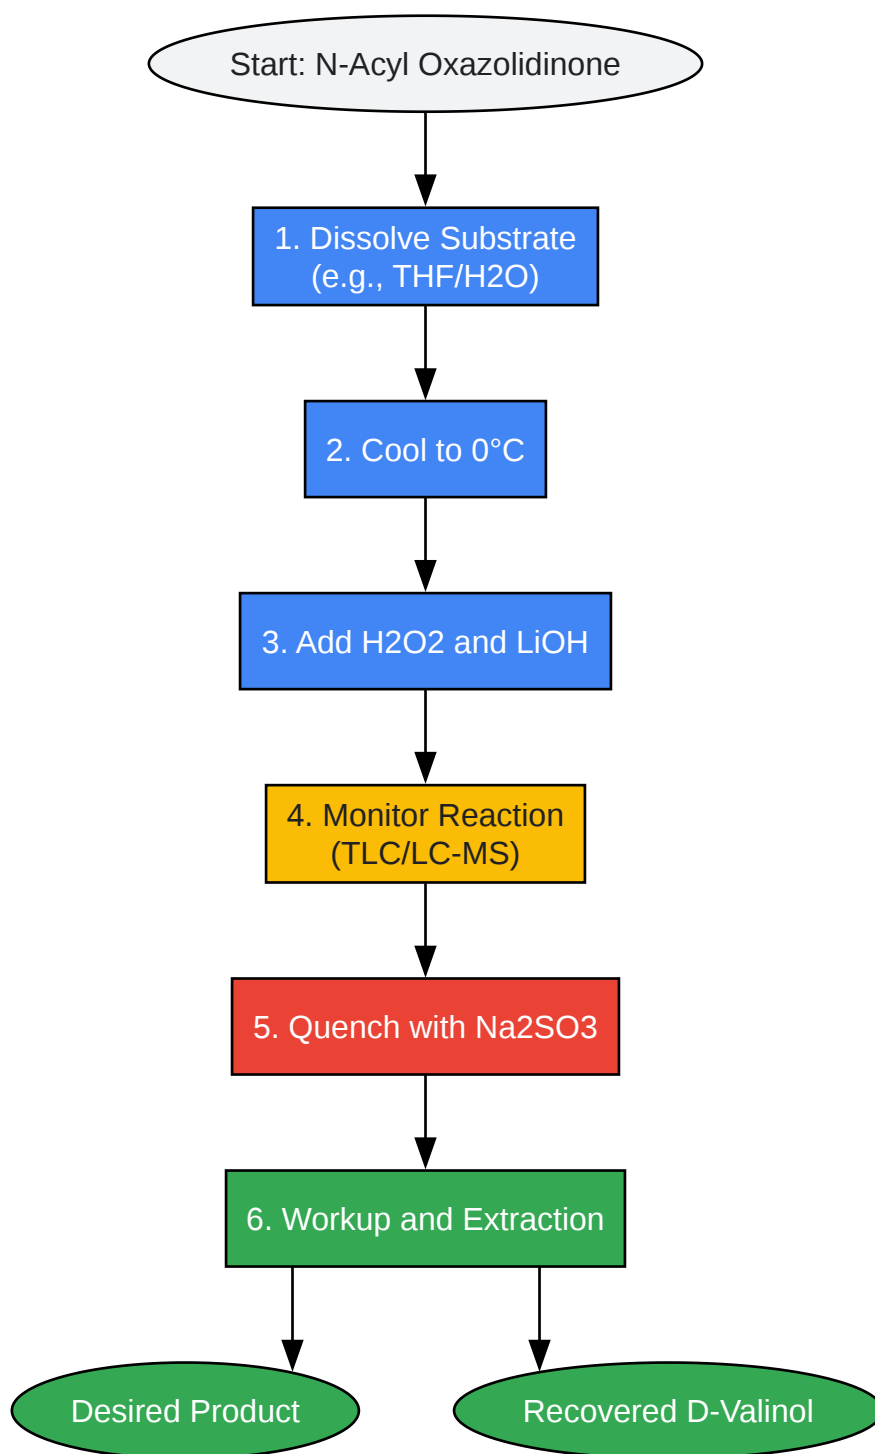 Start: N-Acyl Oxazolidinone
1. Dissolve Substrate
(e.g., THF/H2O)
2. Cool to 0°C
3. Add H2O2 and LiOH
4. Monitor Reaction
(TLC/LC-MS)
5. Quench with Na2SO3
6. Workup and Extraction
Desired Product
Recovered D-Valinol